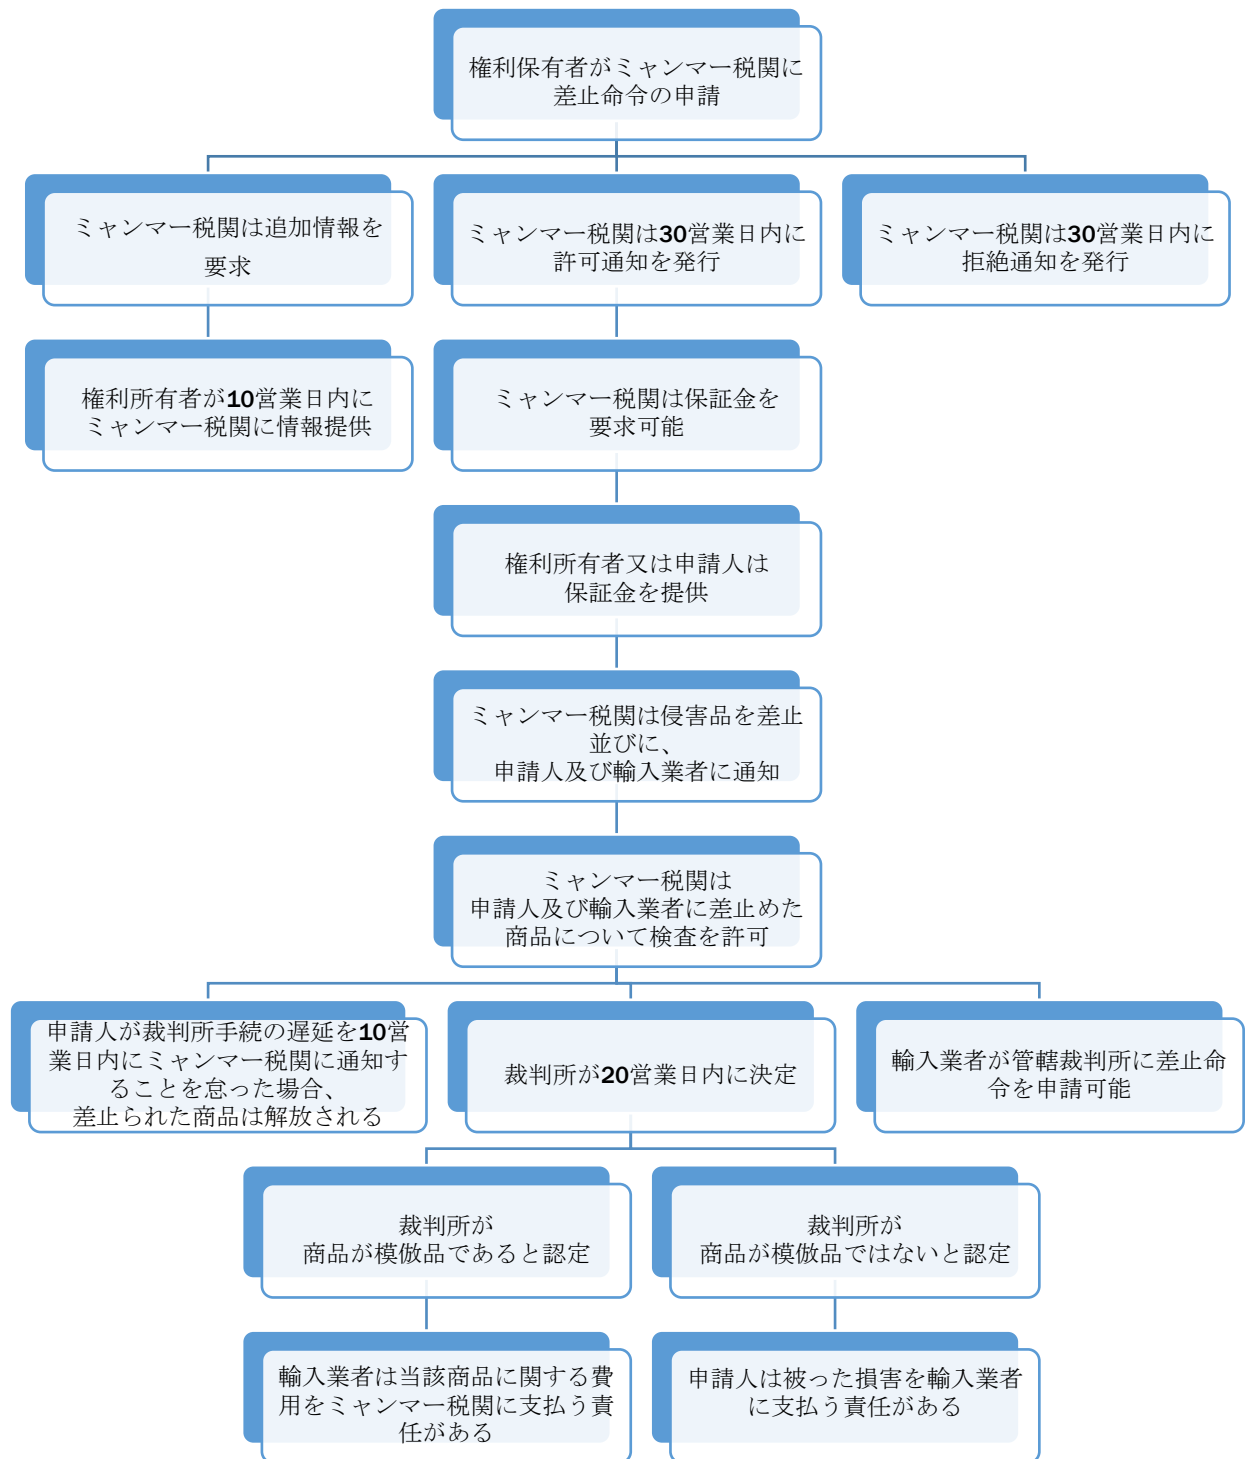 権利保有者がミャンマー税関に
差止命令の申請
ミャンマー税関は追加情報を
要求
ミャンマー税関は30営業日内に
許可通知を発行
ミャンマー税関は30営業日内に
拒絶通知を発行
権利所有者が10営業日内に
ミャンマー税関に情報提供
ミャンマー税関は保証金を
要求可能
権利所有者又は申請人は
保証金を提供
ミャンマー税関は侵害品を差止
並びに、
申請人及び輸入業者に通知
ミャンマー税関は
申請人及び輸入業者に差止めた
商品について検査を許可
申請人が裁判所手続の遅延を10営
業日内にミャンマー税関に通知す
ることを怠った場合、
差止られた商品は解放される
裁判所が20営業日内に決定
輸入業者が管轄裁判所に差止命
令を申請可能
裁判所が
商品が模倣品であると認定
裁判所が
商品が模倣品ではないと認定
輸入業者は当該商品に関する費
用をミャンマー税関に支払う責
任がある
申請人は被った損害を輸入業者
に支払う責任がある